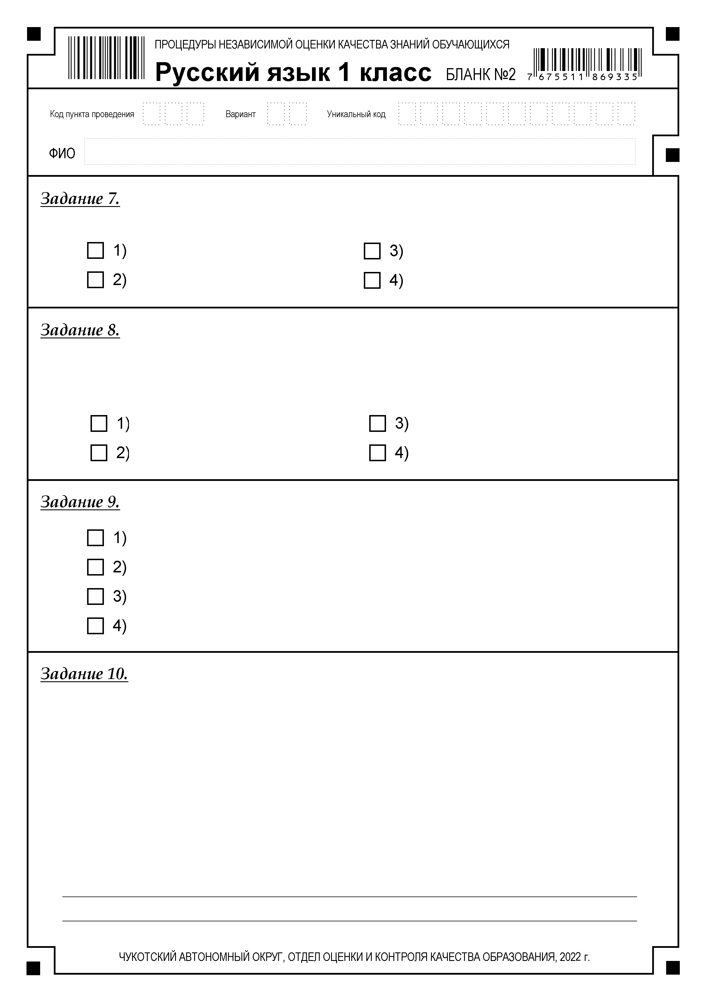 ПРОЦЕДУРЫ НЕЗАВИСИМОЙ ОЦЕНКИ КАЧЕСТВА ЗНАНИЙ ОБУЧАЮЩИХСЯ
Русский язык 1 класс БЛАНК №2
7 675511 869335
Код пункта проведения Вариант Уникальный код
ФИО
Задание 7.
1) 3)
2) 4)
Задание 8.
1) 3)
2) 4)
Задание 9.
1)
2)
3)
4)
Задание 10.
ЧУКОТСКИЙ АВТОНОМНЫЙ ОКРУГ, ОТДЕЛ ОЦЕНКИ И КОНТРОЛЯ КАЧЕСТВА ОБРАЗОВАНИЯ, 2022 г.